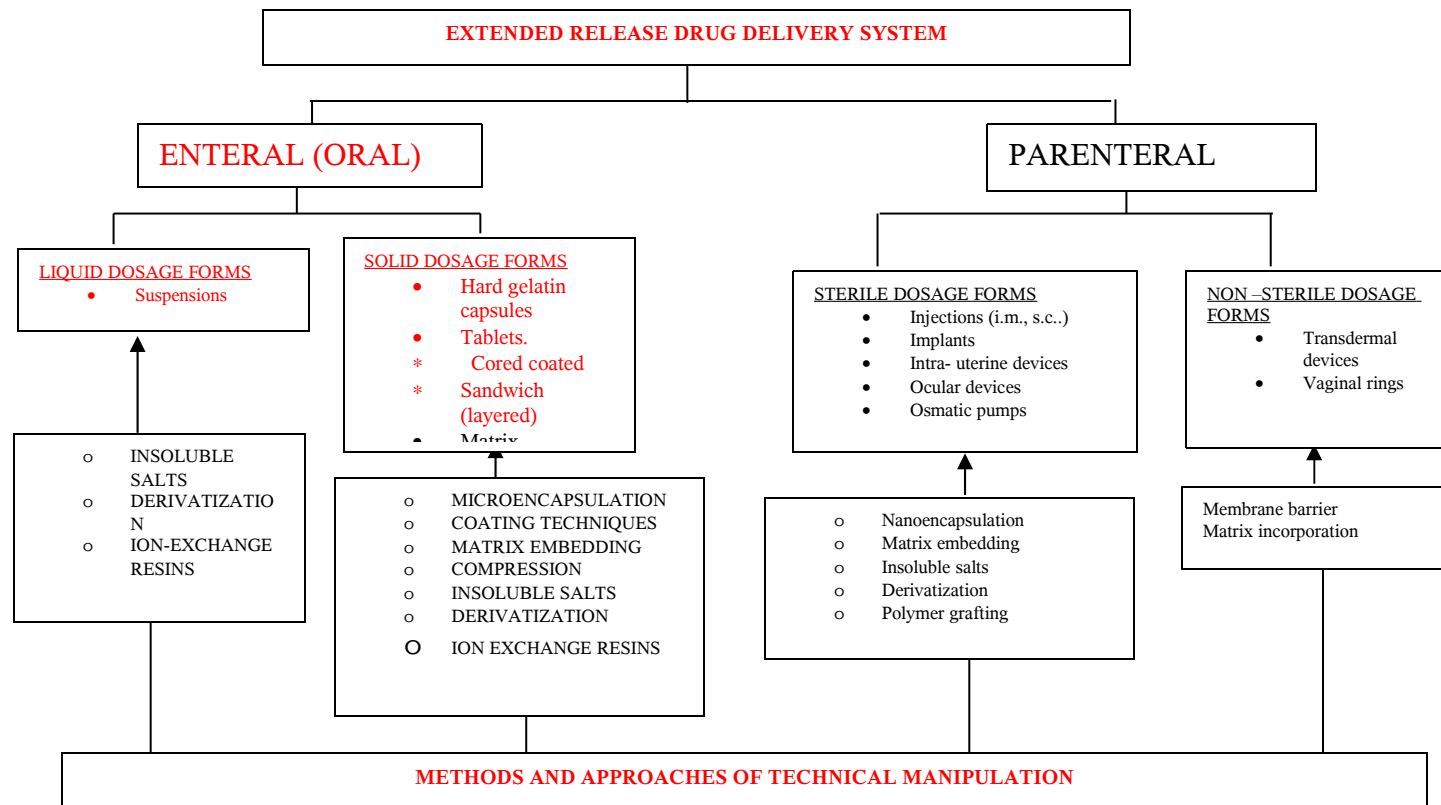 EXTENDED RELEASE DRUG DELIVERY SYSTEM
ENTERAL (ORAL)
PARENTERAL
LIQUID DOSAGE FORMS
• Suspensions
SOLID DOSAGE FORMS
• Hard gelatin
capsules
• Tablets.
* Cored coated
* Sandwich
(layered)
• Matrix
STERILE DOSAGE FORMS
• Injections (i.m., s.c..)
• Implants
• Intra- uterine devices
• Ocular devices
• Osmatic pumps
NON –STERILE DOSAGE
FORMS
• Transdermal
devices
• Vaginal rings
o INSOLUBLE
SALTS
o DERIVATIZATIO
N
o ION-EXCHANGE
RESINS
o MICROENCAPSULATION
o COATING TECHNIQUES
o MATRIX EMBEDDING
o COMPRESSION
o INSOLUBLE SALTS
o DERIVATIZATION
O ION EXCHANGE RESINS
o Nanoencapsulation
o Matrix embedding
o Insoluble salts
o Derivatization
o Polymer grafting
Membrane barrier
Matrix incorporation
METHODS AND APPROACHES OF TECHNICAL MANIPULATION